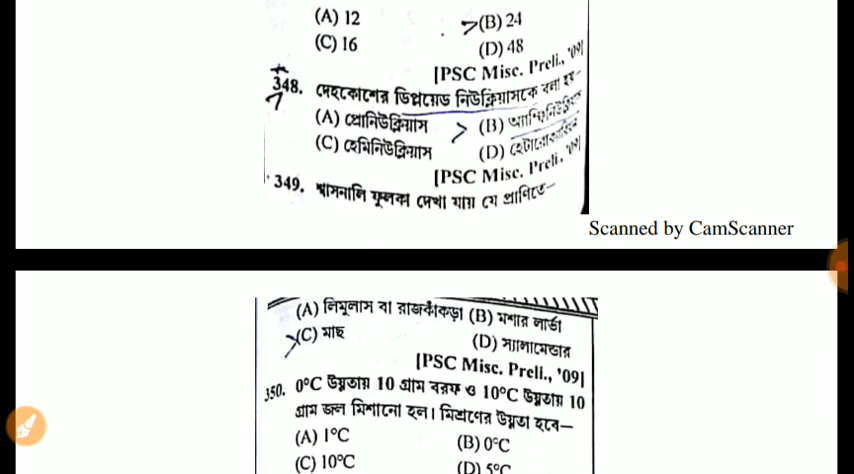 (A) 12 (B) 24
(C) 16 (D) 48
[PSC Misc. Preli., '09]
348. দেহকোশের ডিপ্লয়েড নিউক্লিয়াসকে বলা হয়–
(A) প্রোনিউক্লিয়াস (B) অ্যাম্ফিনিউক্লিয়াস
(C) হেমিনিউক্লিয়াস (D)
[PSC Misc. Preli., '09]
349. শ্বাসনালি ফুলকা দেখা যায় যে প্রাণিতে–
Scanned by CamScanner
(A) লিমুলাস বা রাজকাঁকড়া (B) মশার লার্ভা
(C) মাছ (D) স্যালামেন্ডার
[PSC Misc. Preli., '09]
350. 0°C উষ্ণতায় 10 গ্রাম বরফ ও 10°C উষ্ণতায় 10
গ্রাম জল মিশানো হল। মিশ্রণের উষ্ণতা হবে—
(A) 1°C (B) 0°C
(C) 10°C (D) 5°C